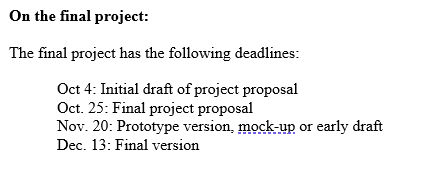 On the final project:
The final project has the following deadlines:
Oct 4: Initial draft of project proposal
Oct. 25: Final project proposal
Nov. 20: Prototype version, mock-up or early draft
Dec. 13: Final version